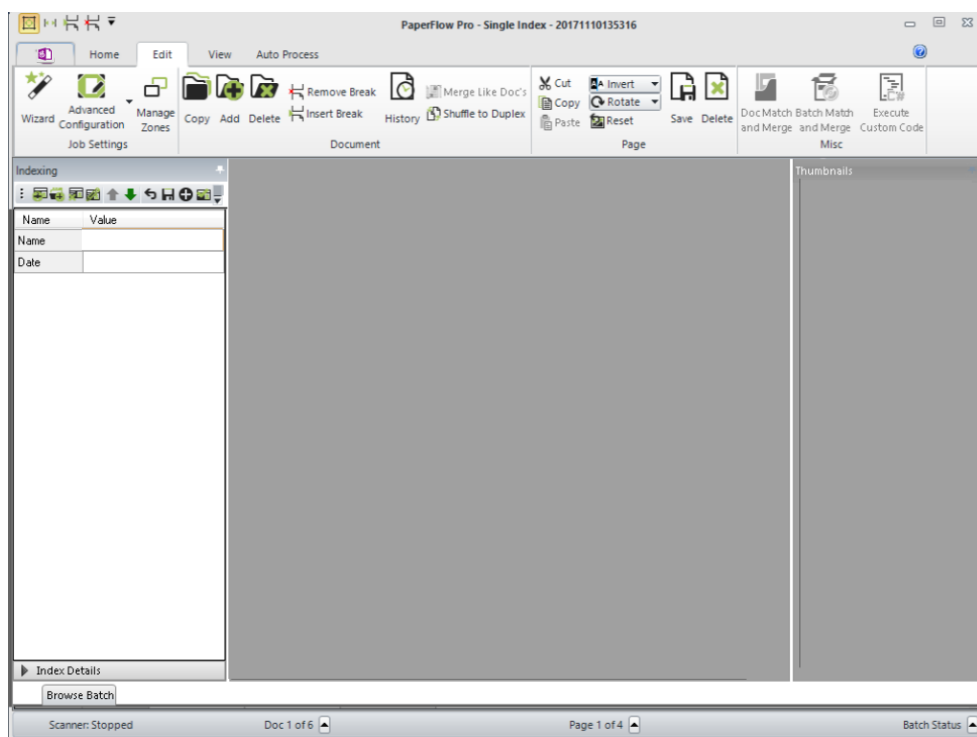 PaperFlow Pro - Single Index - 20171110135316
Home Edit View Auto Process
Wizard
Advanced
Configuration
Manage
Zones
Job Settings
Copy Add Delete
Remove Break
Insert Break
History
Merge Like Doc's
Shuffle to Duplex
Document
Cut
Copy
Paste
Invert
Rotate
Reset
Save Delete
Page
Doc Match
and Merge
Batch Match
and Merge
Execute
Custom Code
Misc
Indexing
Thumbnails
Name Value
Name
Date
Index Details
Browse Batch
Scanner: Stopped Doc 1 of 6 Page 1 of 4 Batch Status